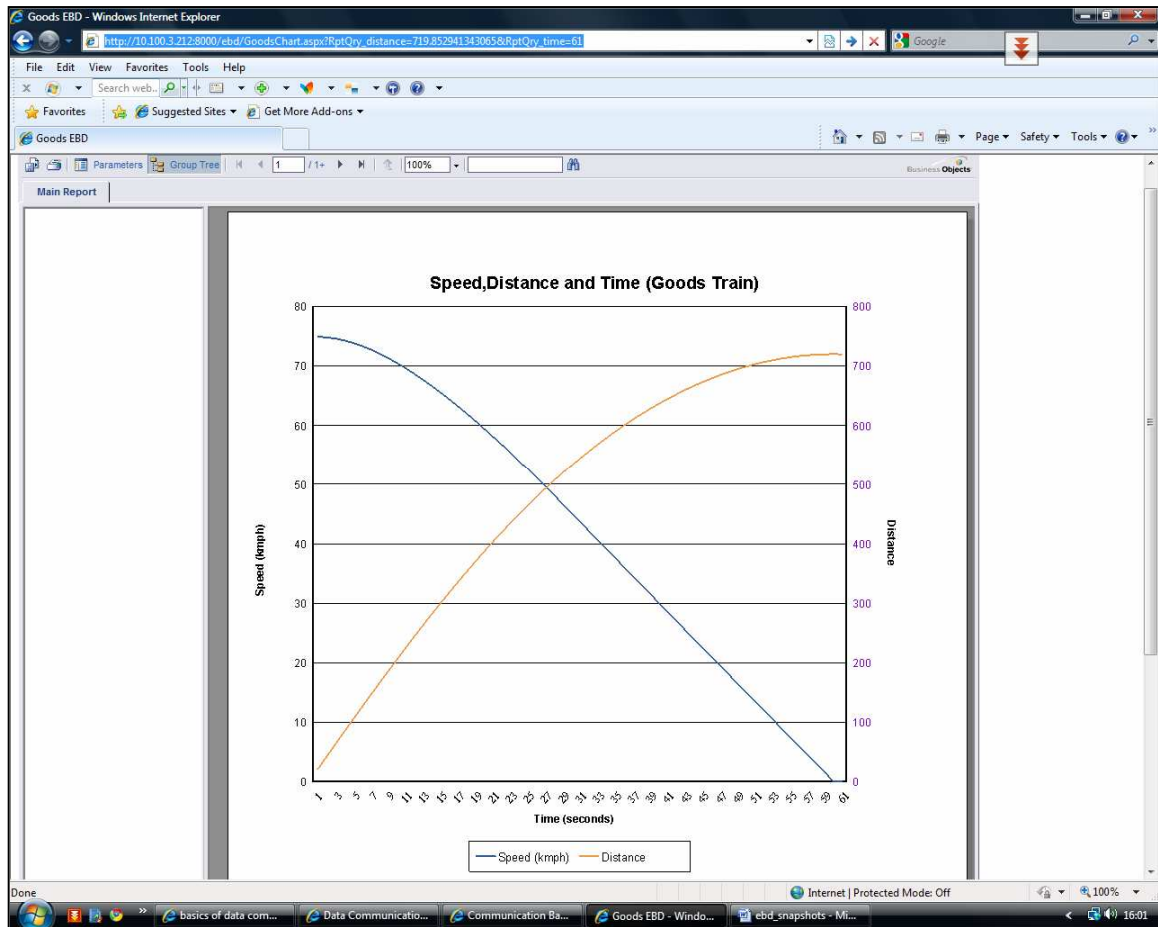 Goods EBD - Windows Internet Explorer
http://10.100.3.212:8000/ebd/GoodsChart.aspx?RptQry_distance=719.852941343065&RptQry_time=61
Google
File Edit View Favorites Tools Help
Search web..
Favorites Suggested Sites Get More Add-ons
Goods EBD
Page Safety Tools
Parameters Group Tree 1 / 1+ 100%
Business Objects
Main Report
Speed,Distance and Time (Goods Train)
80 800
70 700
60 600
50 500
40 400
30 300
20 200
10 100
0 0
Speed (kmph)
Distance
1 3 5 7 9 11 13 15 17 19 21 23 25 27 29 31 33 35 37 39 41 43 45 47 49 51 53 55 57 59 61
Time (seconds)
Speed (kmph) Distance
Done Internet | Protected Mode: Off 100%
basics of data com... Data Communicatio... Communication Ba... Goods EBD - Windo... ebd_snapshots - Mi... 16:01